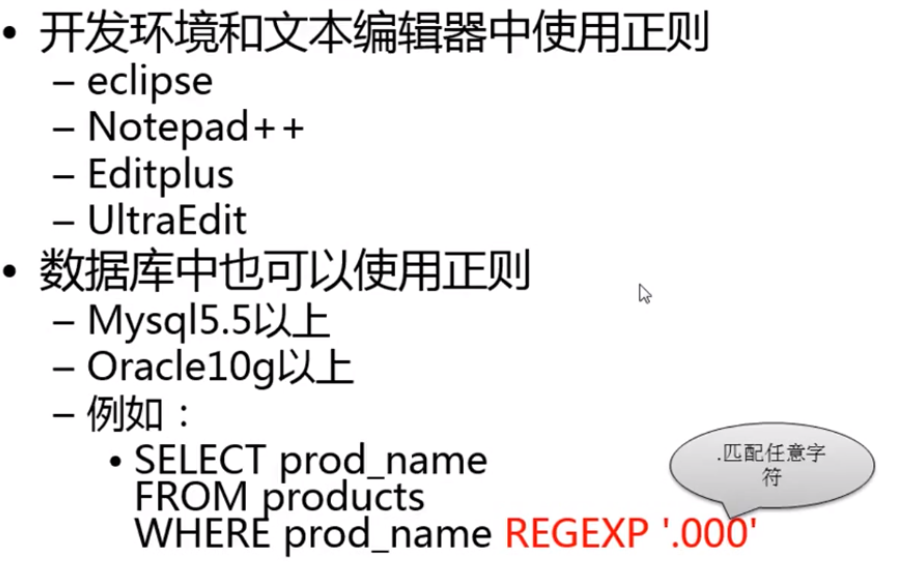 • 开发环境和文本编辑器中使用正则
– eclipse
– Notepad++
– Editplus
– UltraEdit
• 数据库中也可以使用正则
– Mysql5.5以上
– Oracle10g以上
– 例如：
• SELECT prod_name
FROM products
WHERE prod_name REGEXP '.000'
.匹配任意字
符